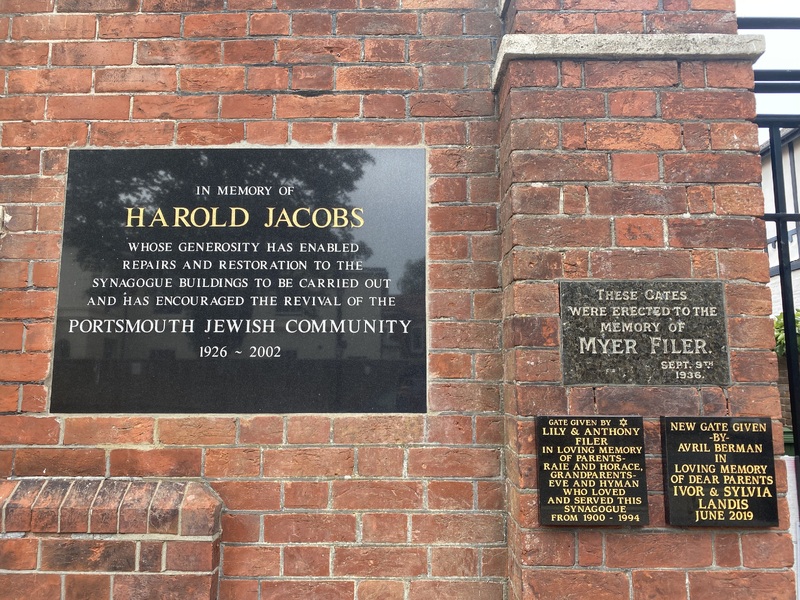 IN MEMORY OF
HAROLD JACOBS
WHOSE GENEROSITY HAS ENABLED
REPAIRS AND RESTORATION TO THE
SYNAGOGUE BUILDINGS TO BE CARRIED OUT
AND HAS ENCOURAGED THE REVIVAL OF THE
PORTSMOUTH JEWISH COMMUNITY
1926 ~ 2002
THESE GATES
WERE ERECTED TO THE
MEMORY OF
MYER FILER.
SEPT. 9TH
1936.
GATE GIVEN BY
LILY & ANTHONY
FILER
IN LOVING MEMORY
OF PARENTS-
RAIE AND HORACE,
GRANDPARENTS-
EVE AND HYMAN
WHO LOVED
AND SERVED THIS
SYNAGOGUE
FROM 1900 - 1994
NEW GATE GIVEN
-BY-
AVRIL BERMAN
IN
LOVING MEMORY
OF DEAR PARENTS
IVOR & SYLVIA
LANDIS
JUNE 2019